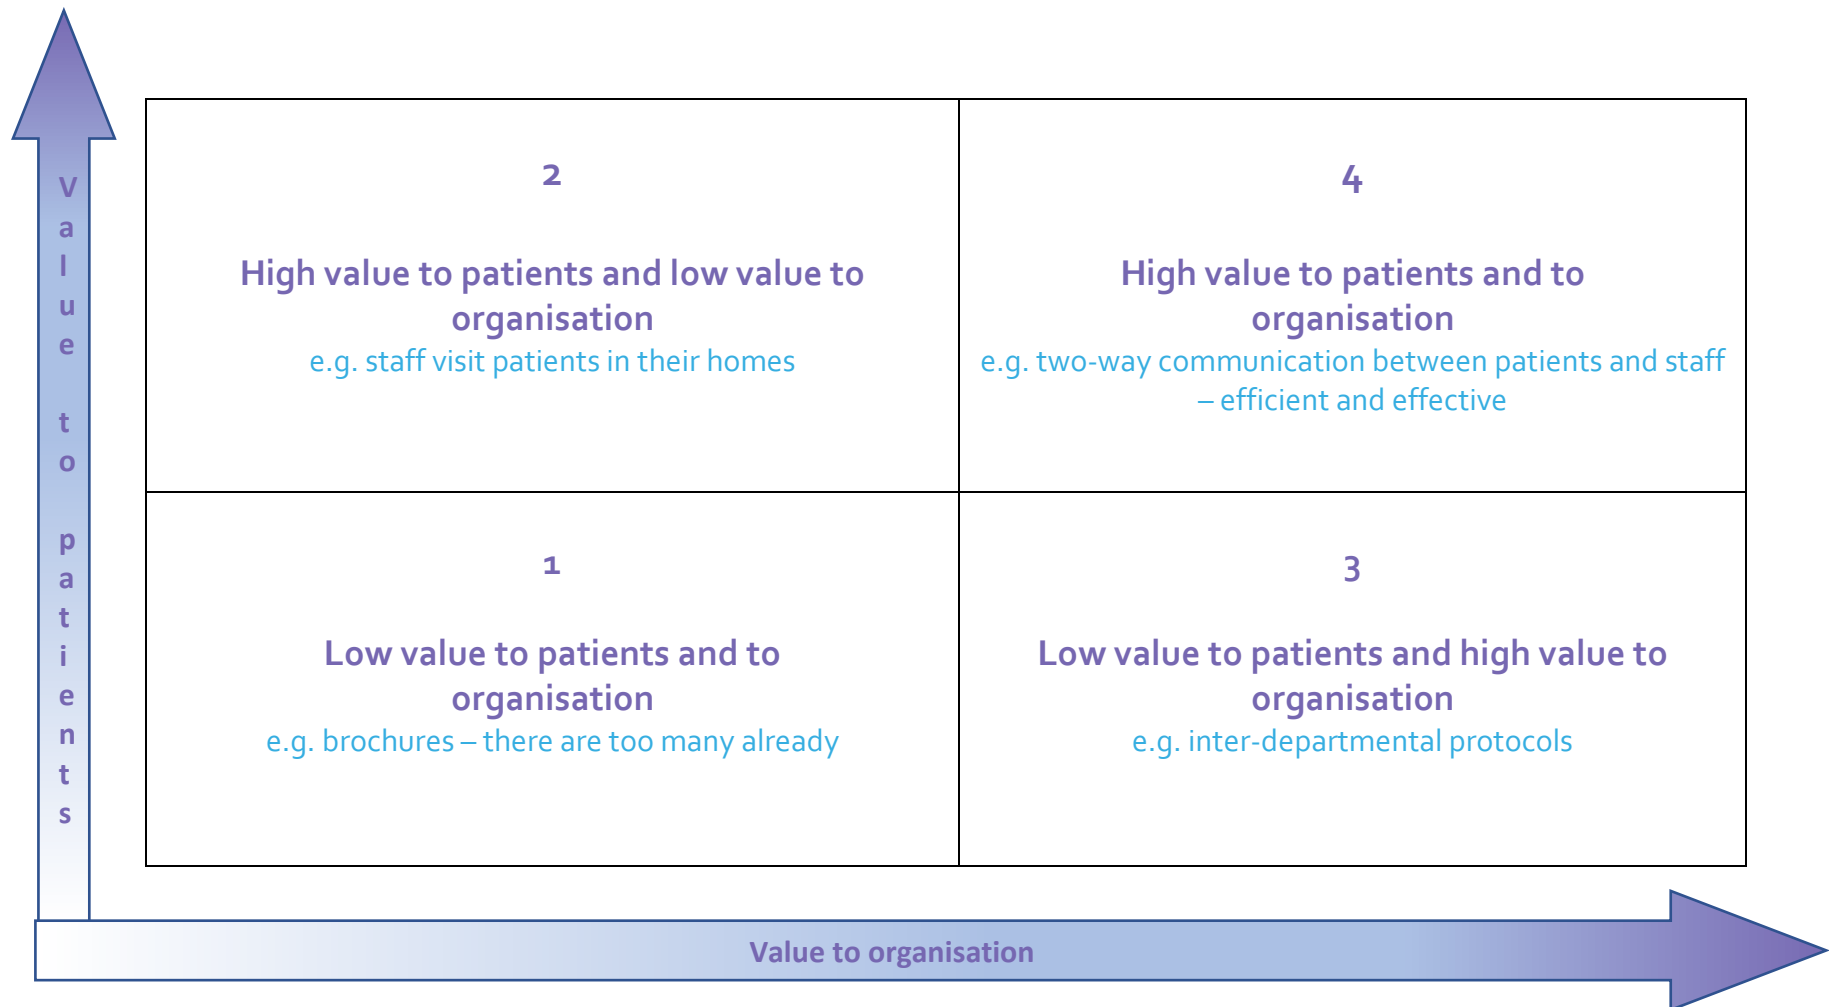 Value to patients
2
High value to patients and low value to
organisation
e.g. staff visit patients in their homes
4
High value to patients and to
organisation
e.g. two-way communication between patients and staff
– efficient and effective
1
Low value to patients and to
organisation
e.g. brochures – there are too many already
3
Low value to patients and high value to
organisation
e.g. inter-departmental protocols
Value to organisation